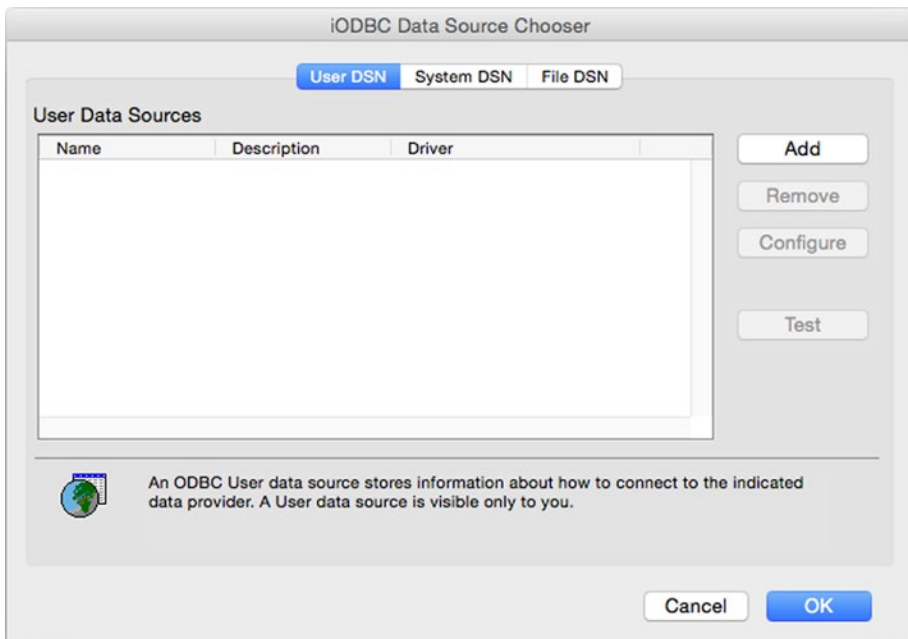 iODBC Data Source Chooser
User DSN System DSN File DSN
User Data Sources
Name Description Driver
Add
Remove
Configure
Test
An ODBC User data source stores information about how to connect to the indicated
data provider. A User data source is visible only to you.
Cancel OK